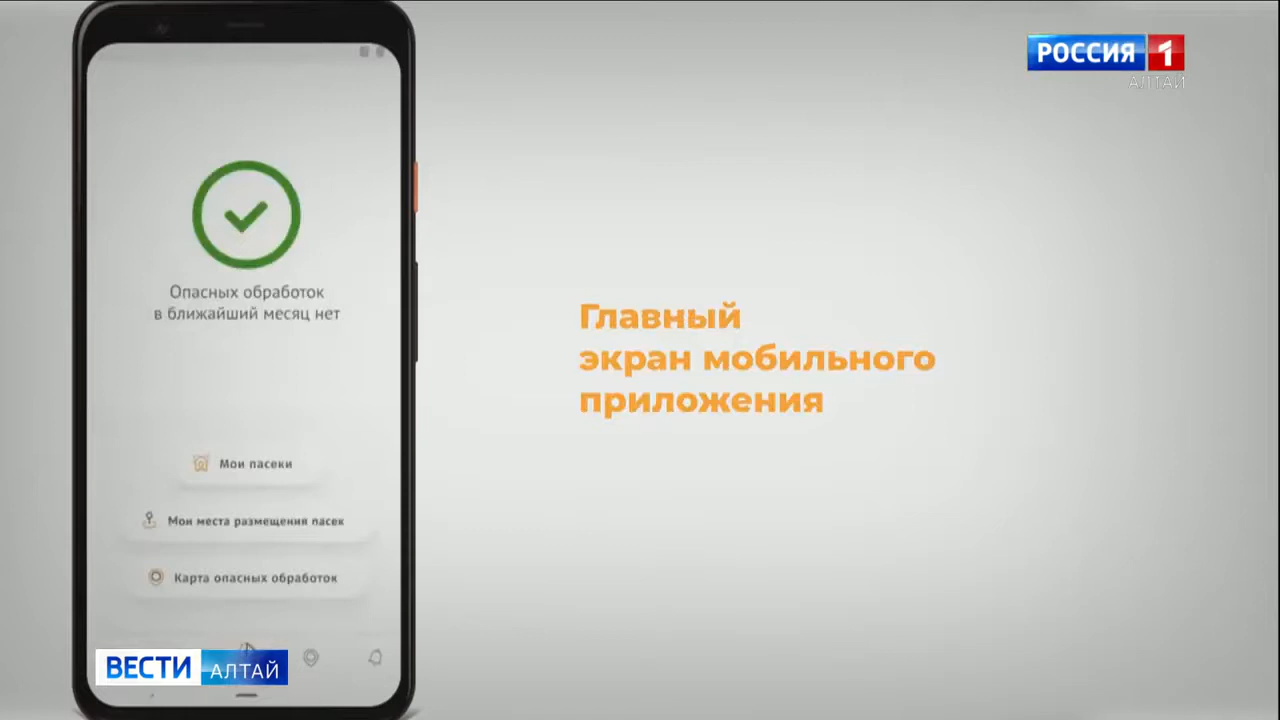 РОССИЯ 1
АЛТАЙ
Опасных обработок
в ближайший месяц нет
Главный
экран мобильного
приложения
Мои пасеки
Мои места размещения пасек
Карта опасных обработок
ВЕСТИ АЛТАЙ